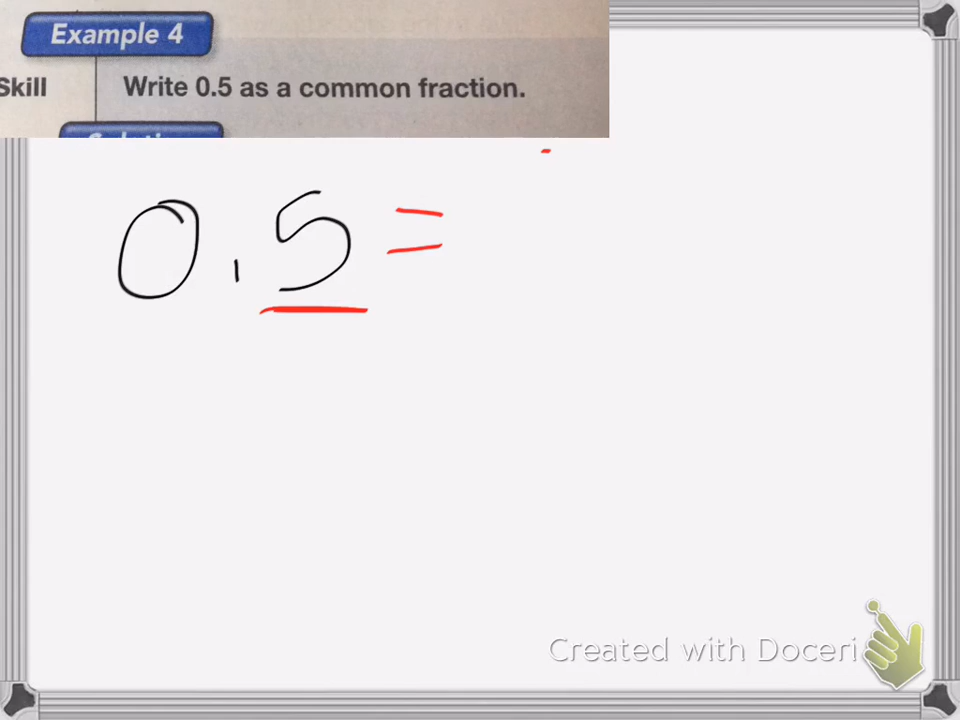 Example 4
Skill
Write 0.5 as a common fraction.
0.5 =
Created with Doceri